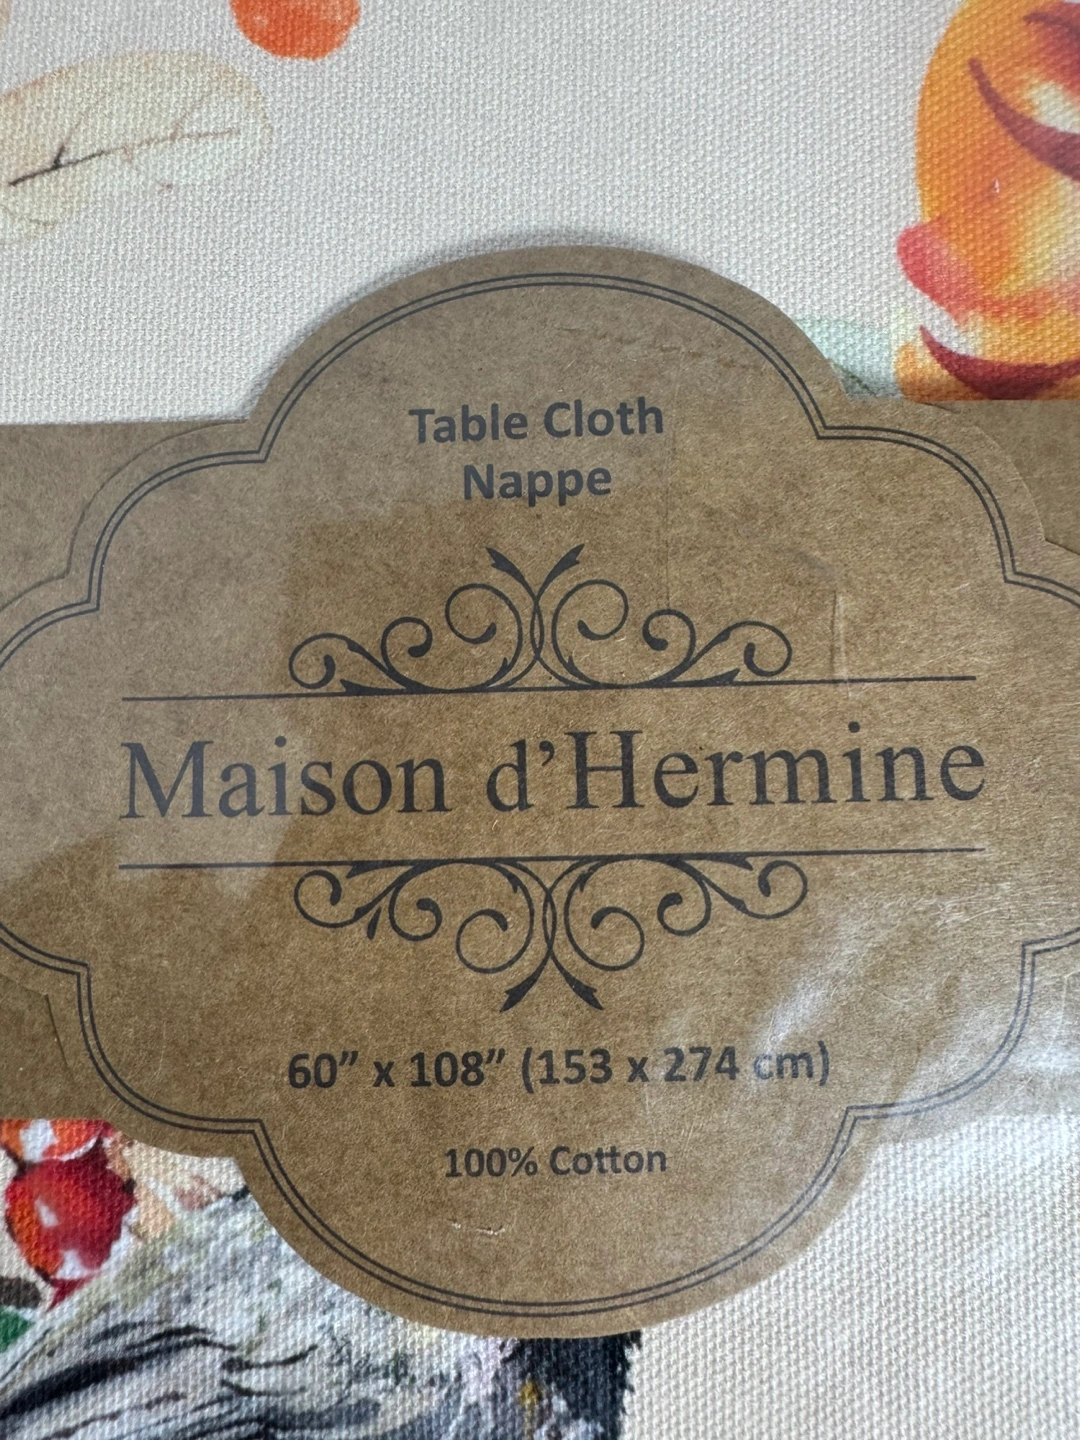 Table Cloth
Nappe
Maison d’Hermine
60” x 108” (153 x 274 cm)
100% Cotton